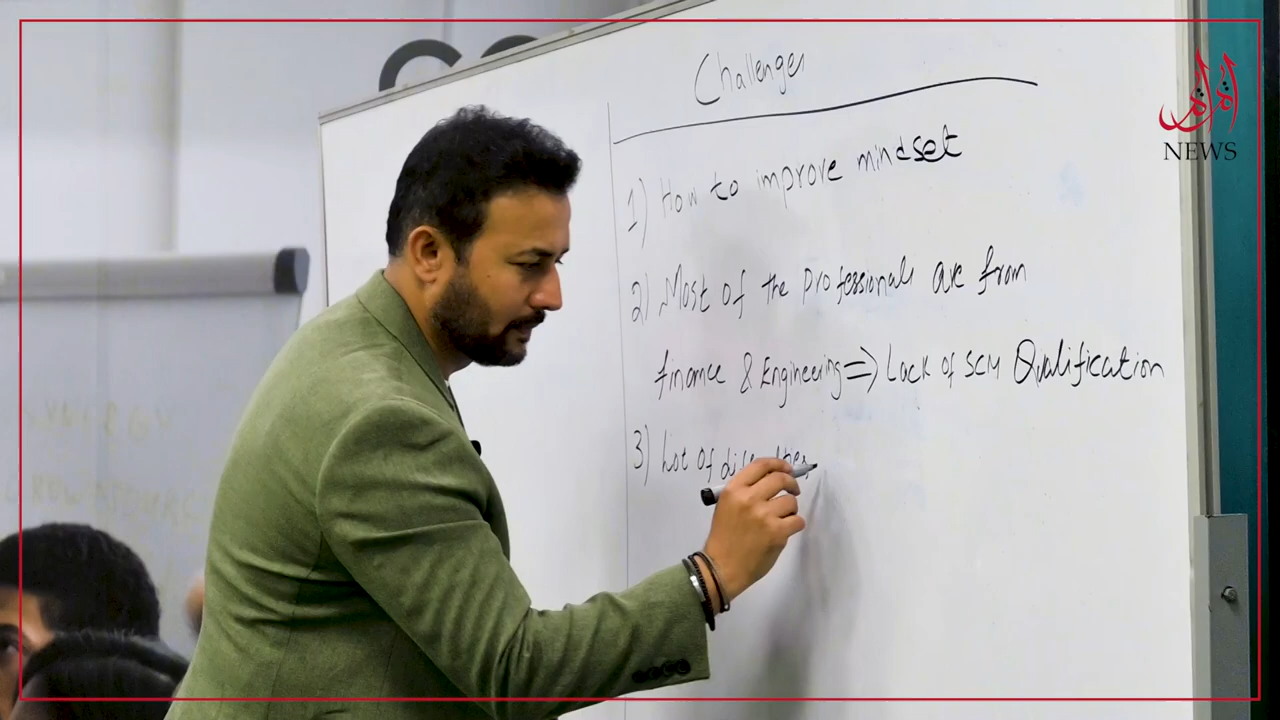 Challenges
1) How to improve mindset
2) Most of the Professionals are from
finance & Engineering => Lack of SCM Qualification
3) Lot of
NEWS